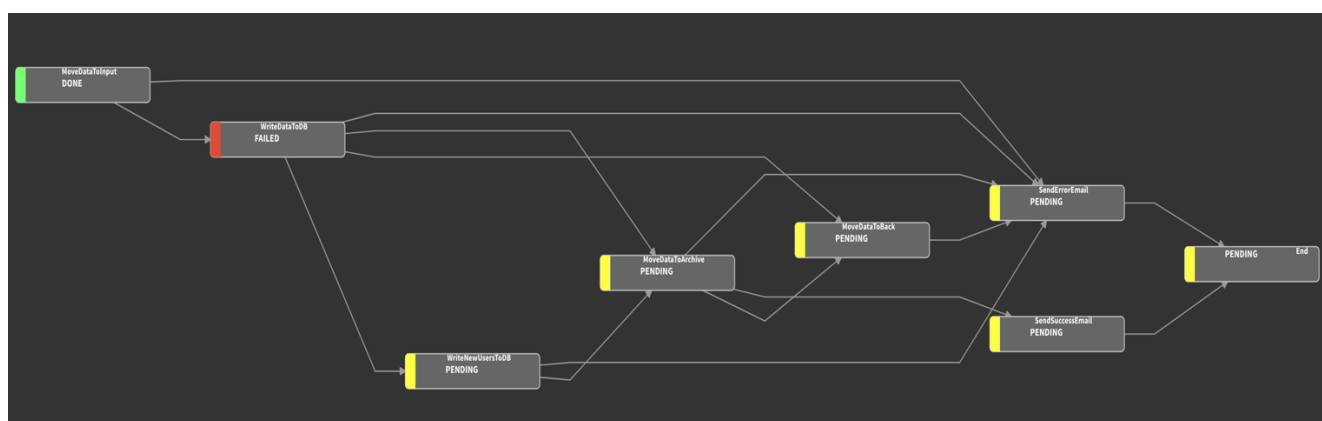 MoveDataToInput
DONE
WriteDataToDB
FAILED
SendErrorEmail
PENDING
MoveDataToBack
PENDING
PENDING End
MoveDataToArchive
PENDING
SendSuccessEmail
PENDING
WriteNewUsersToDB
PENDING